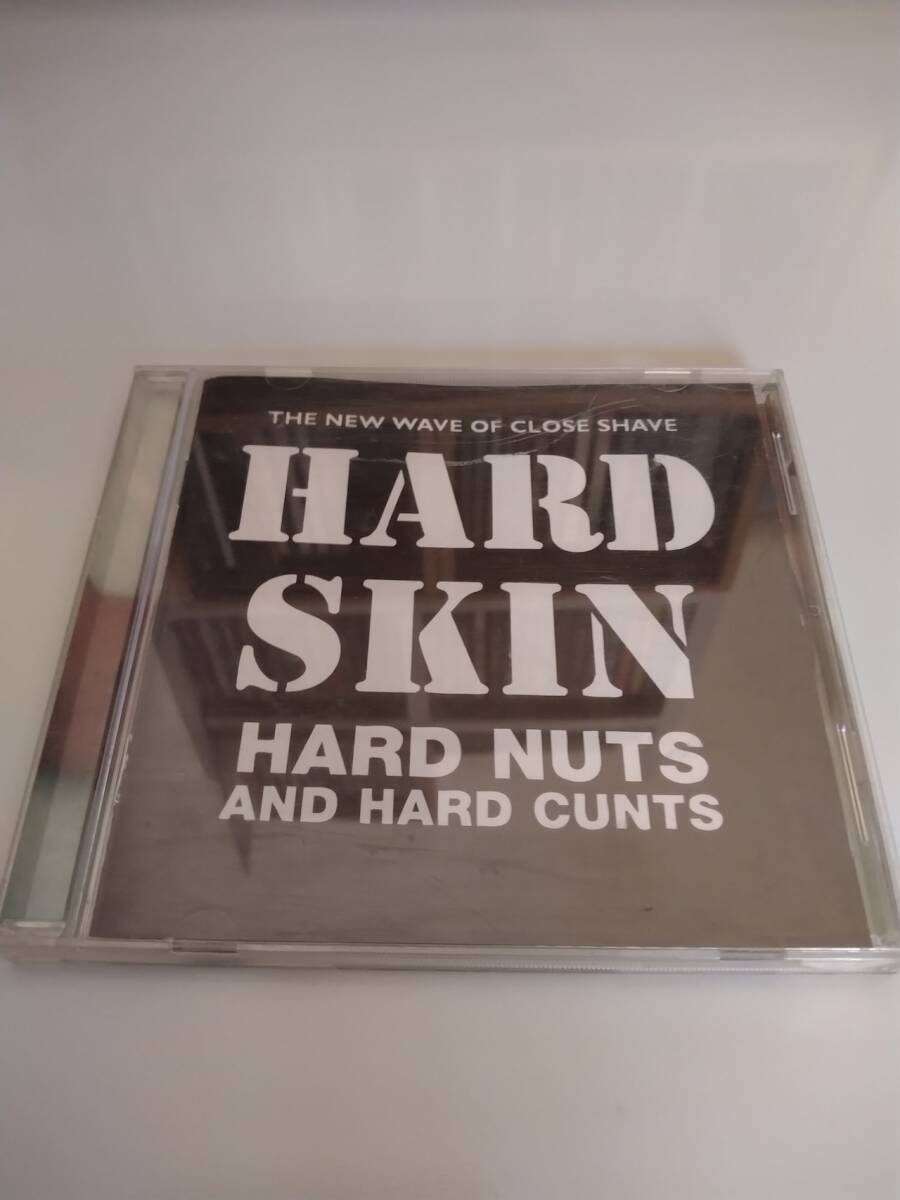 THE NEW WAVE OF CLOSE SHAVE
HARD
SKIN
HARD NUTS
AND HARD CUNTS